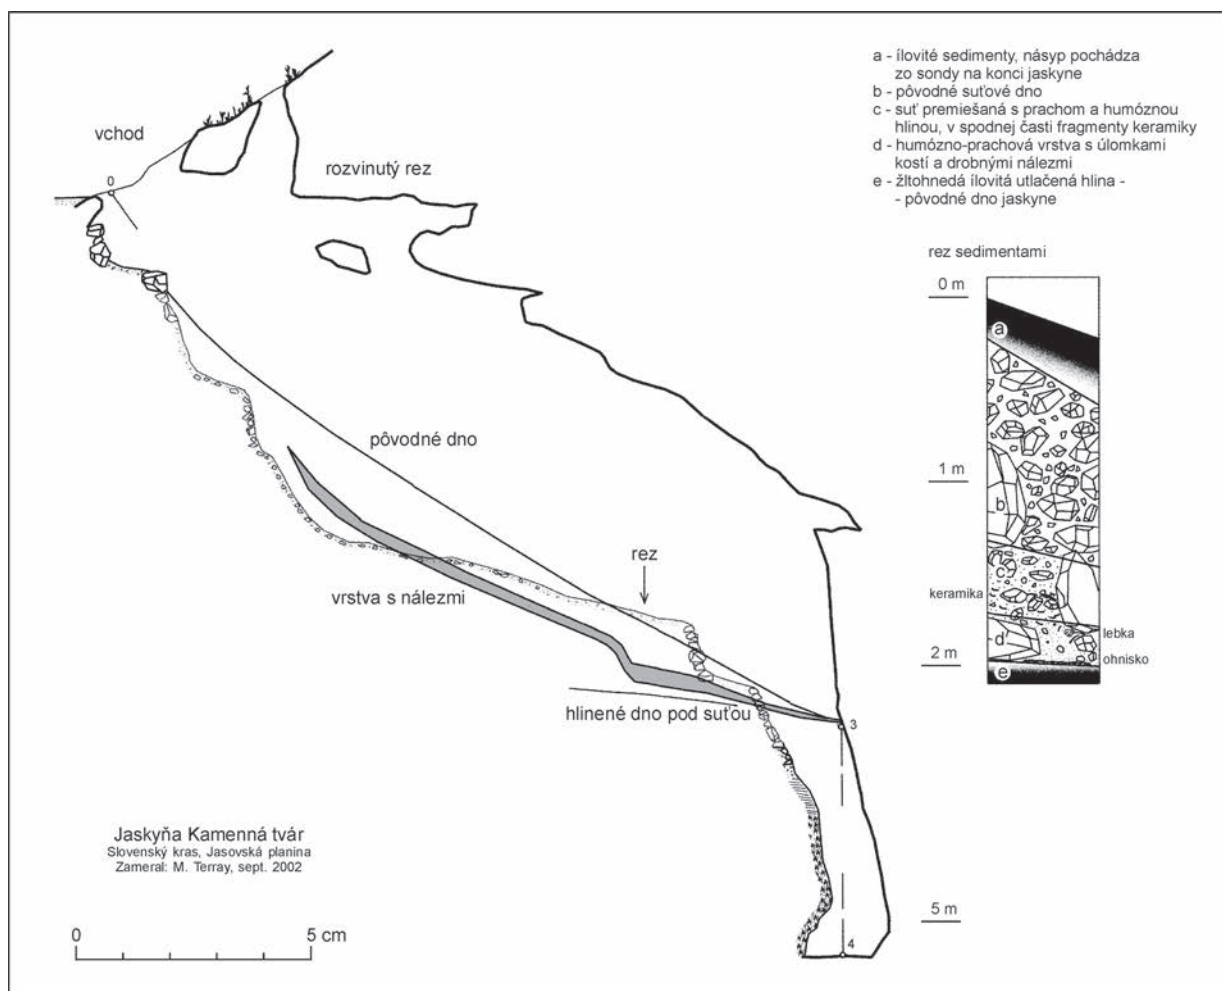 a - ílovité sedimenty, násyp pochádza
zo sondy na konci jaskyne
b - pôvodné suťové dno
c - suť premiešaná s prachom a humóznou
hlinou, v spodnej časti fragmenty keramiky
d - humózno-prachová vrstva s úlomkami
kostí a drobnými nálezmi
e - žltohnedá ílovitá utlačená hlina -
- pôvodné dno jaskyne
vchod
0
rozvinutý rez
pôvodné dno
vrstva s nálezmi
rez
hlinené dno pod suťou
3
4
rez sedimentami
0 m
a
1 m
b
c
keramika
d
lebka
ohnisko
2 m
e
5 m
Jaskyňa Kamenná tvár
Slovenský kras, Jasovská planina
Zameral: M. Terray, sept. 2002
0 5 cm